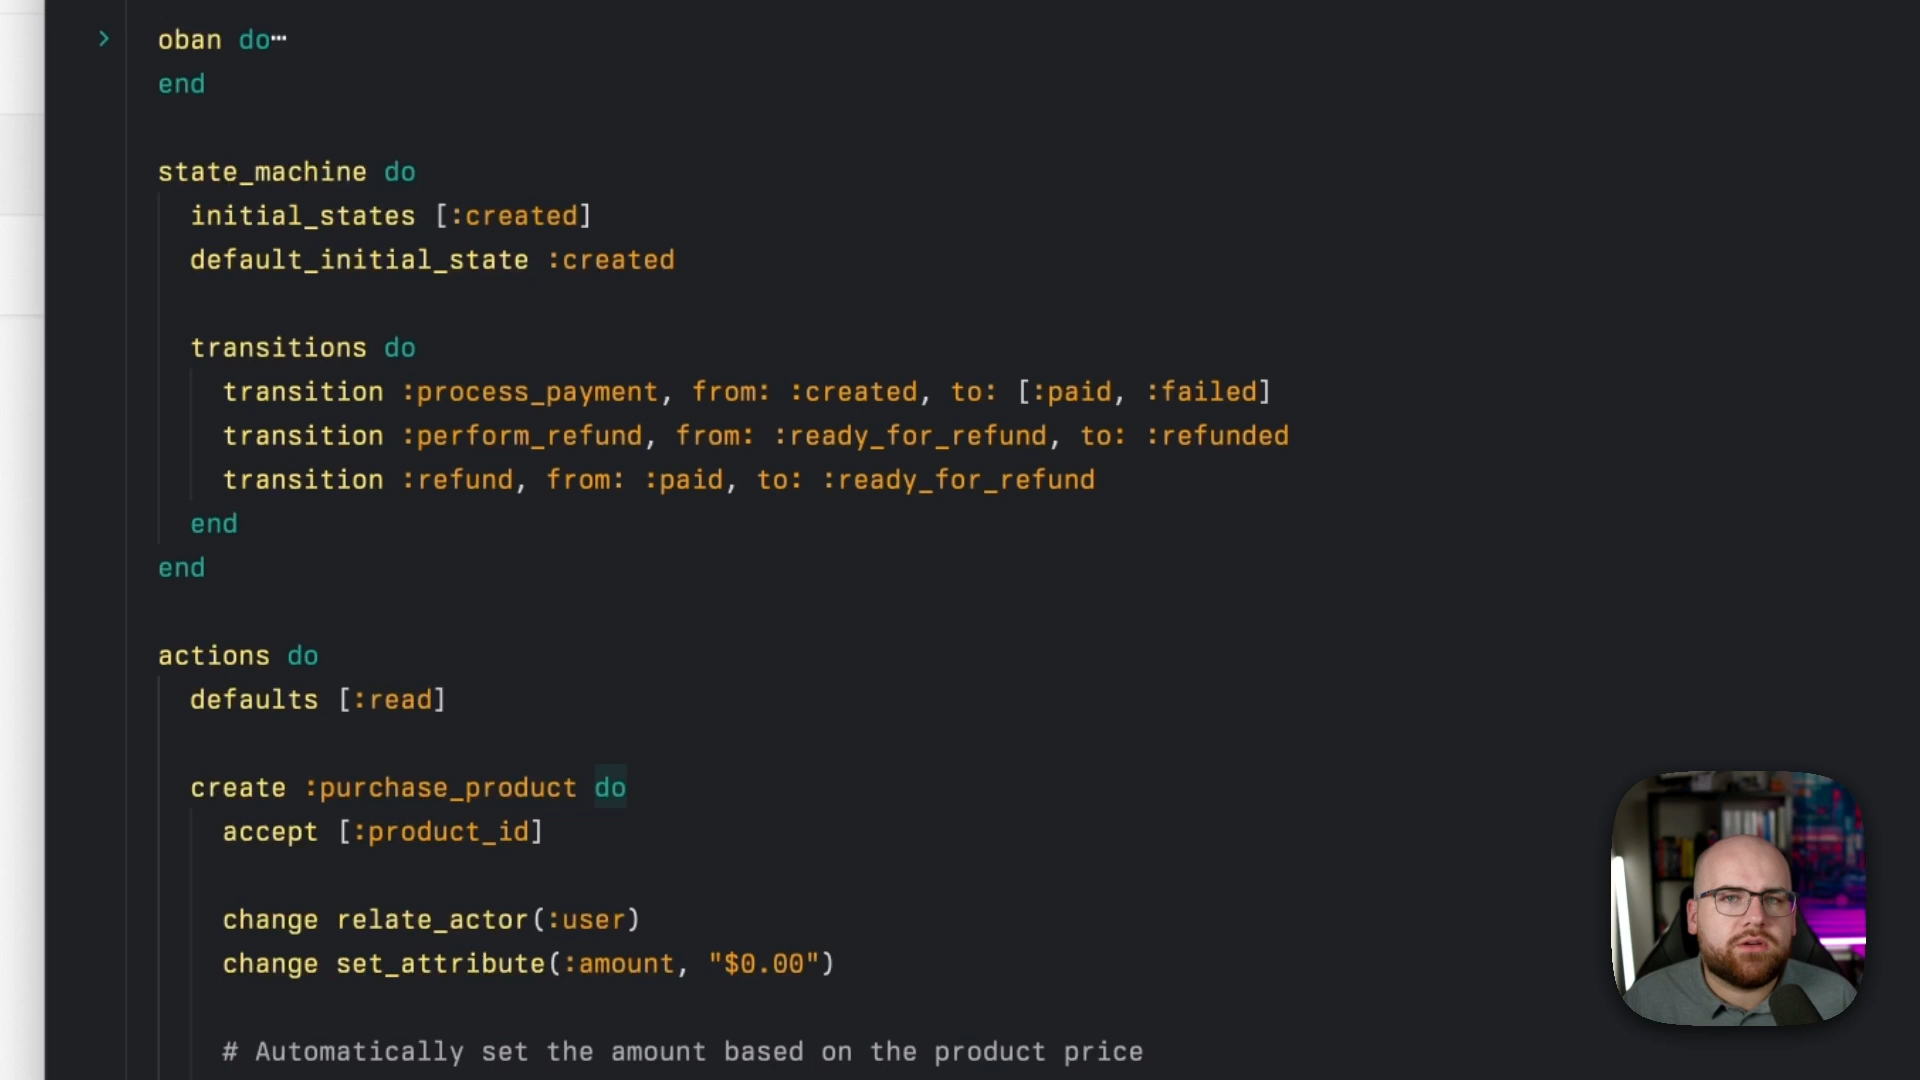 oban do…
end
state_machine do
initial_states [:created]
default_initial_state :created
transitions do
transition :process_payment, from: :created, to: [:paid, :failed]
transition :perform_refund, from: :ready_for_refund, to: :refunded
transition :refund, from: :paid, to: :ready_for_refund
end
end
actions do
defaults [:read]
create :purchase_product do
accept [:product_id]
change relate_actor(:user)
change set_attribute(:amount, "$0.00")
# Automatically set the amount based on the product price